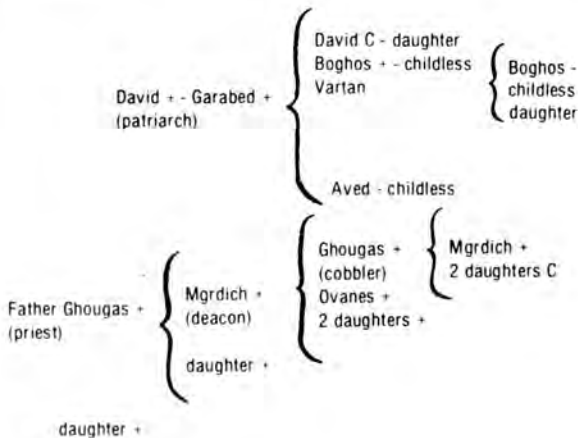 David C - daughter
Boghos + - childless
Vartan
Boghos -
childless
daughter
David + - Garabed +
(patriarch)
Aved - childless
Ghougas +
(cobbler)
Ovanes +
2 daughters +
Mgrdich +
2 daughters C
Mgrdich +
(deacon)
daughter +
Father Ghougas +
(priest)
daughter +